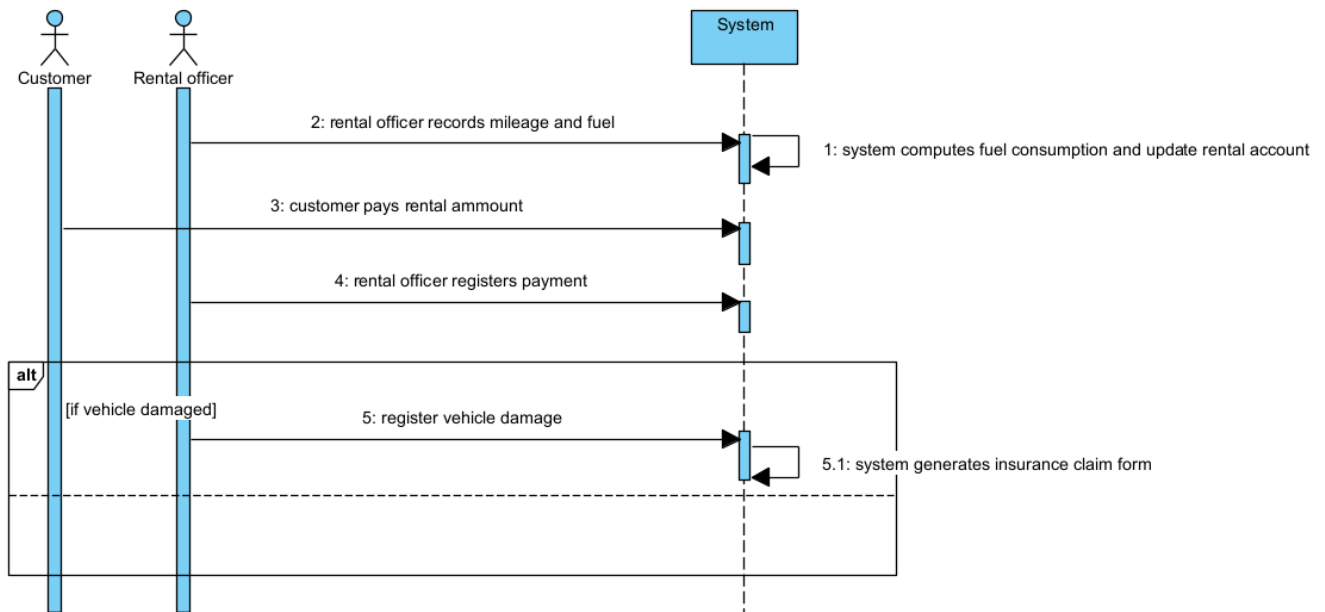 System
Customer
Rental officer
2: rental officer records mileage and fuel
1: system computes fuel consumption and update rental account
3: customer pays rental ammount
4: rental officer registers payment
alt
[if vehicle damaged]
5: register vehicle damage
5.1: system generates insurance claim form